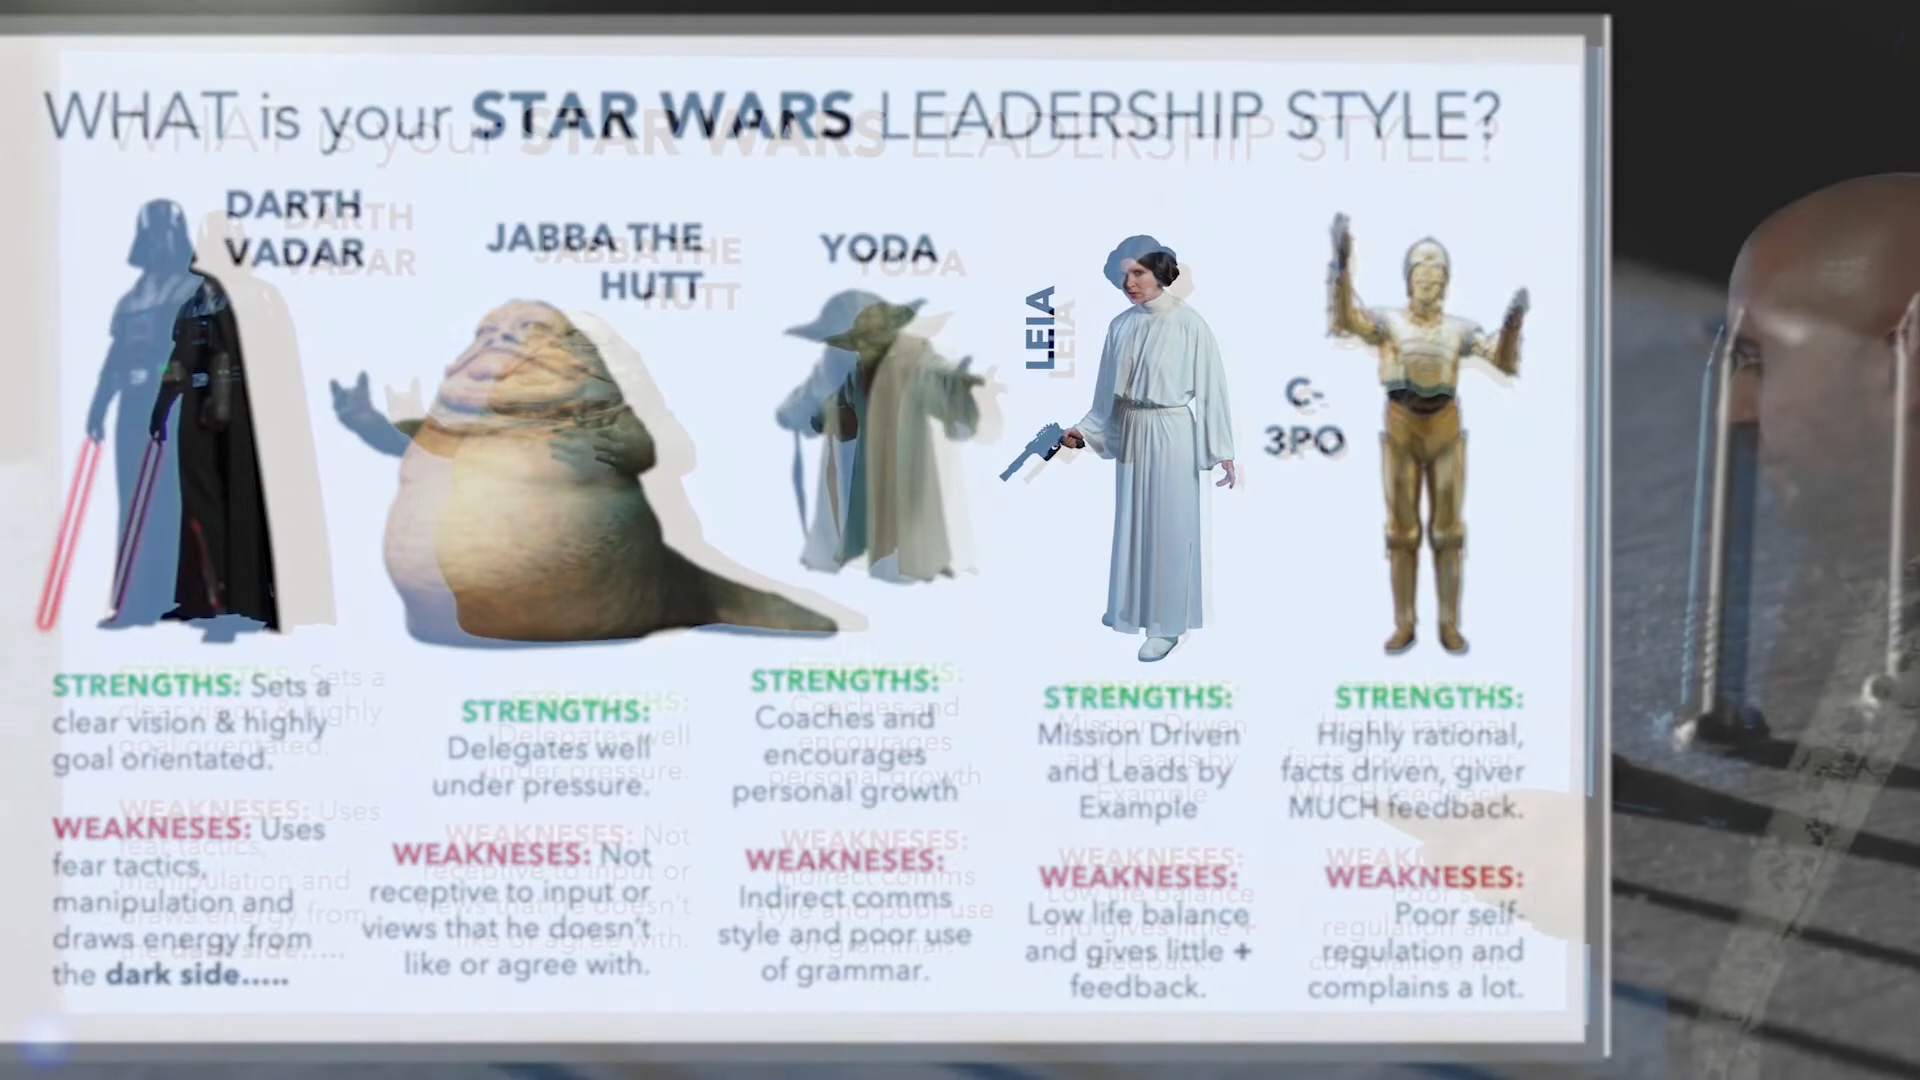 WHAT is your STAR WARS LEADERSHIP STYLE?
DARTH
VADAR
JABBA THE
HUTT
YODA
LEIA
C-
3PO
STRENGTHS: Sets a
clear vision & highly
goal orientated.
WEAKNESES: Uses
fear tactics,
manipulation and
draws energy from
the dark side.....
STRENGTHS:
Delegates well
under pressure.
WEAKNESES: Not
receptive to input or
views that he doesn't
like or agree with.
STRENGTHS:
Coaches and
encourages
personal growth
WEAKNESES:
Indirect comms
style and poor use
of grammar.
STRENGTHS:
Mission Driven
and Leads by
Example
WEAKNESES:
Low life balance
and gives little +
feedback.
STRENGTHS:
Highly rational,
facts driven, giver
MUCH feedback.
WEAKNESES:
Poor self-
regulation and
complains a lot.